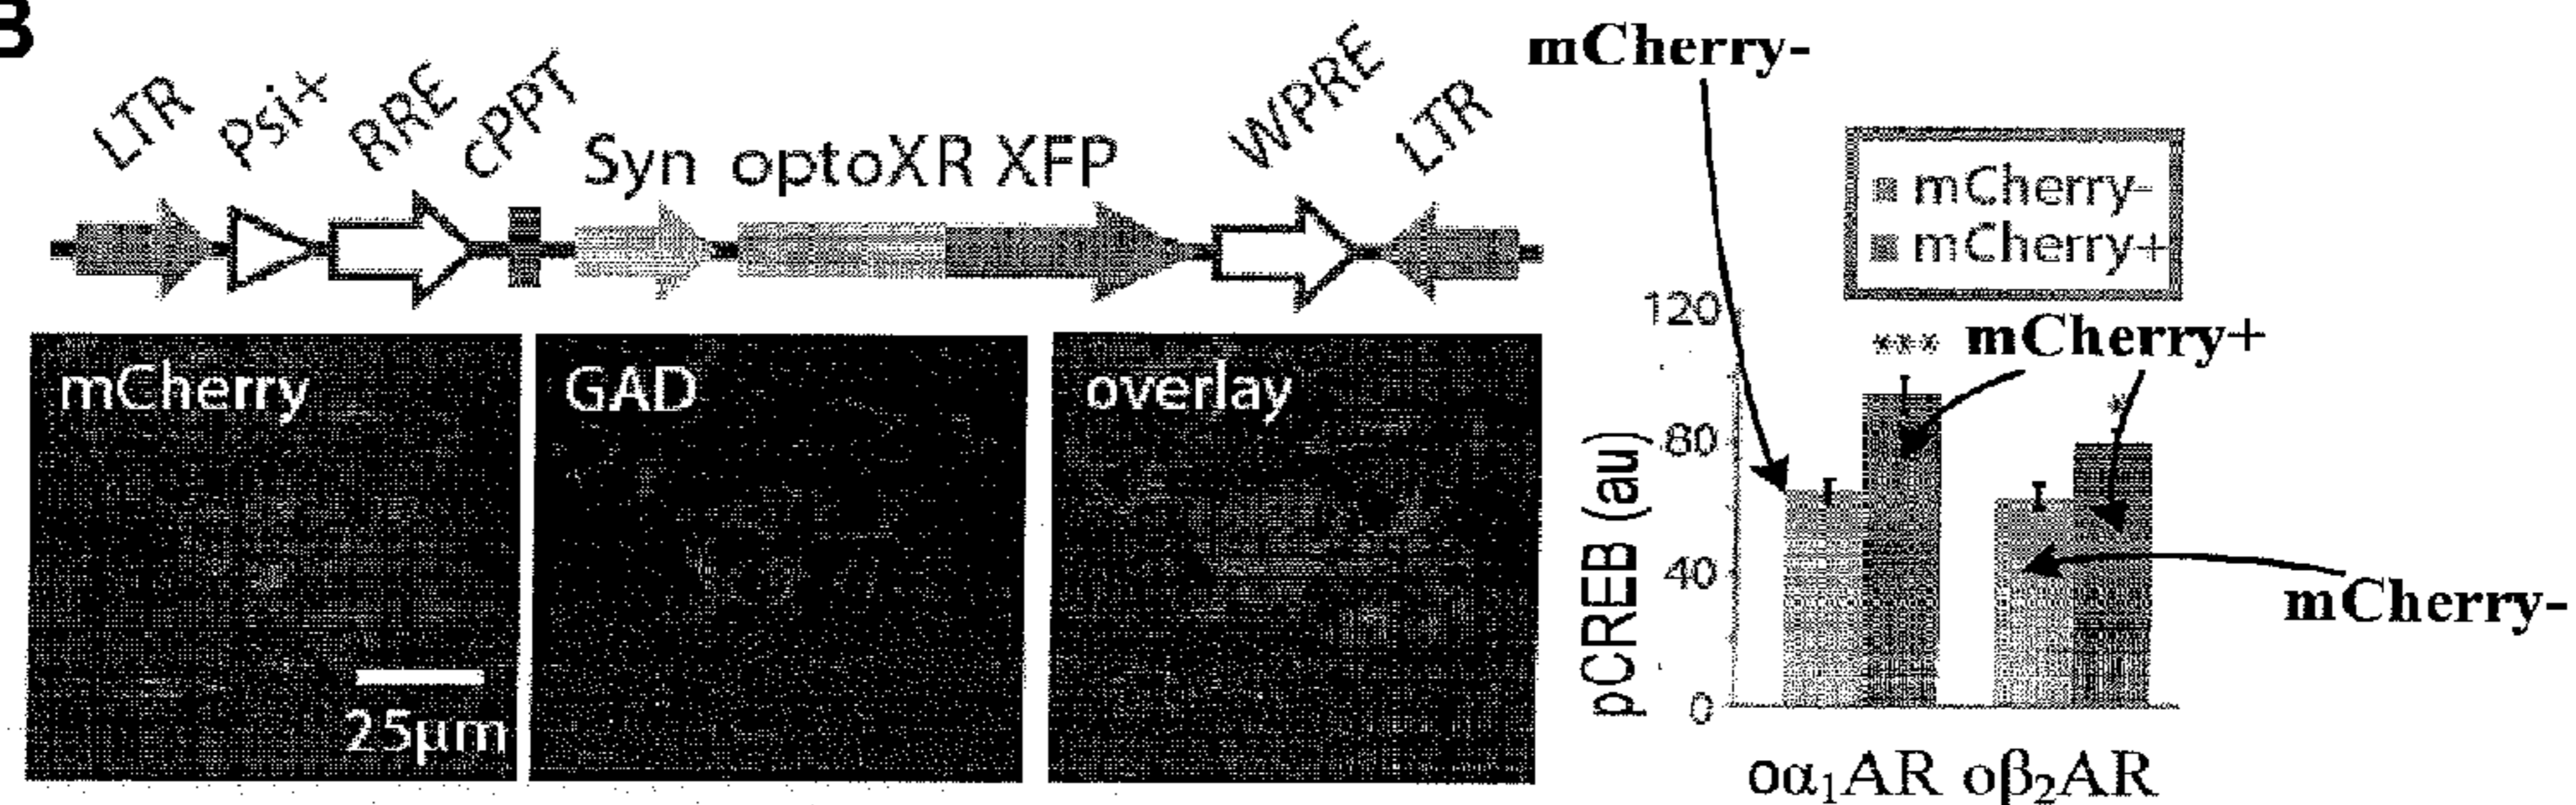 B
LTR Psi+ RRE cPPT Syn optoXR XFP WPRE LTR
mCherry
25μm
GAD
overlay
mCherry-
mCherry-
mCherry+
120
80
40
0
pCREB (au)
***
mCherry+
*
mCherry-
oα₁AR oβ₂AR